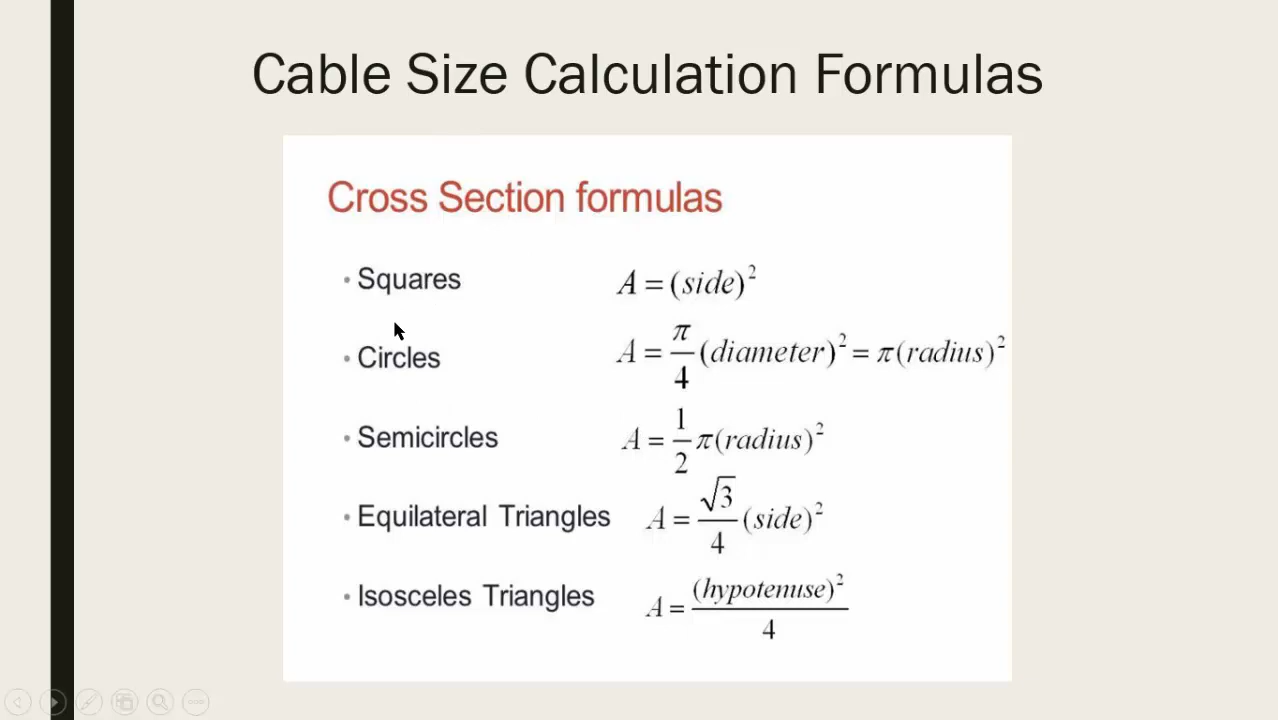 Cable Size Calculation Formulas
Cross Section formulas
• Squares A = (side)²
• Circles A = π/4 (diameter)² = π(radius)²
• Semicircles A = 1/2 π(radius)²
• Equilateral Triangles A = √3/4 (side)²
• Isosceles Triangles A = (hypotenuse)²/4